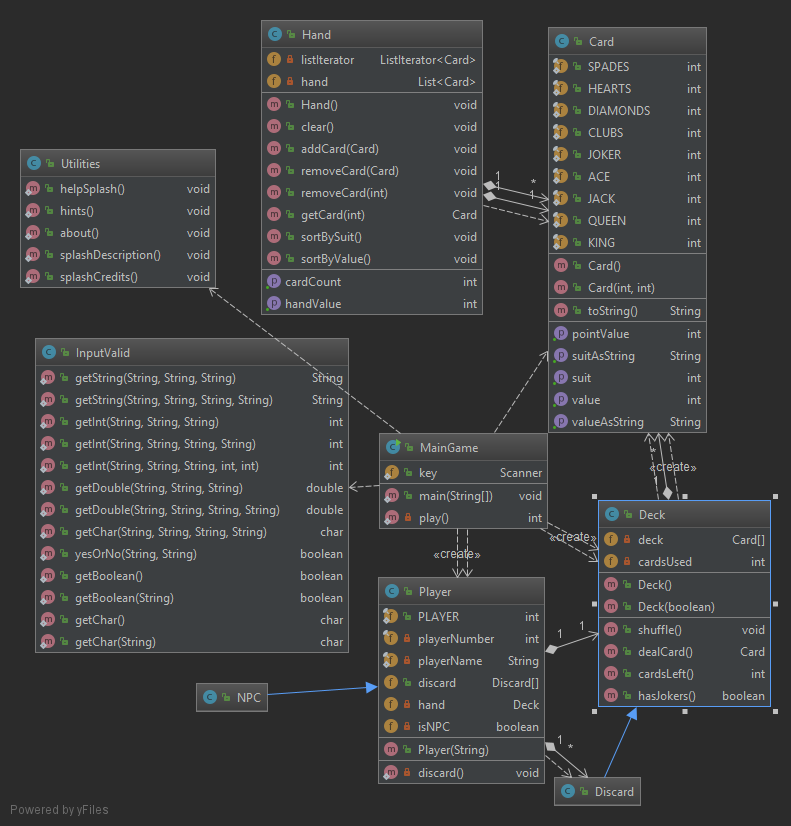 Hand
listIterator ListIterator<Card>
hand List<Card>
Hand() void
clear() void
addCard(Card) void
removeCard(Card) void
removeCard(int) void
getCard(int) Card
sortBySuit() void
sortByValue() void
cardCount int
handValue int
Card
SPADES int
HEARTS int
DIAMONDS int
CLUBS int
JOKER int
ACE int
JACK int
QUEEN int
KING int
Card()
Card(int, int)
toString() String
pointValue int
suitAsString String
suit int
value int
valueAsString String
1
*
1
1
Utilities
helpSplash() void
hints() void
about() void
splashDescription() void
splashCredits() void
InputValid
getString(String, String, String) String
getString(String, String, String, String) String
getInt(String, String, String) int
getInt(String, String, String, String) int
getInt(String, String, String, int, int) int
getDouble(String, String, String) double
getDouble(String, String, String, String) double
getChar(String, String, String, String) char
yesOrNo(String, String) boolean
getBoolean() boolean
getBoolean(String) boolean
getChar() char
getChar(String) char
MainGame
key Scanner
main(String[]) void
play() int
*
«create»
1
«create»
«create»
Deck
deck Card[]
cardsUsed int
Deck()
Deck(boolean)
shuffle() void
dealCard() Card
cardsLeft() int
hasJokers() boolean
Player
PLAYER int
playerNumber int
playerName String
discard Discard[]
hand Deck
isNPC boolean
Player(String)
discard() void
1
1
NPC
1
*
Discard
Powered by yFiles